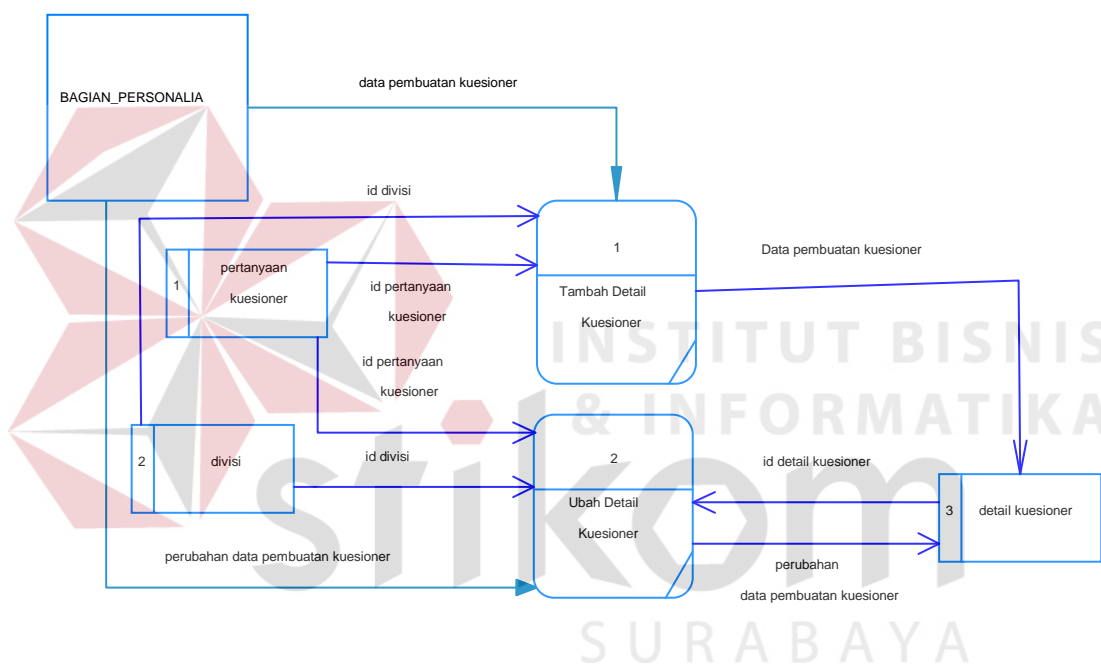 data pembuatan kuesioner
BAGIAN_PERSONALIA
id divisi
1
Data pembuatan kuesioner
pertanyaan
kuesioner
1
id pertanyaan
kuesioner
Tambah Detail
Kuesioner
INSTITUT BISNIS
& INFORMATIKA
id pertanyaan
kuesioner
2
divisi
id divisi
2
id detail kuesioner
Ubah Detail
Kuesioner
3
detail kuesioner
stikom
perubahan data pembuatan kuesioner
perubahan
data pembuatan kuesioner
SURABAYA